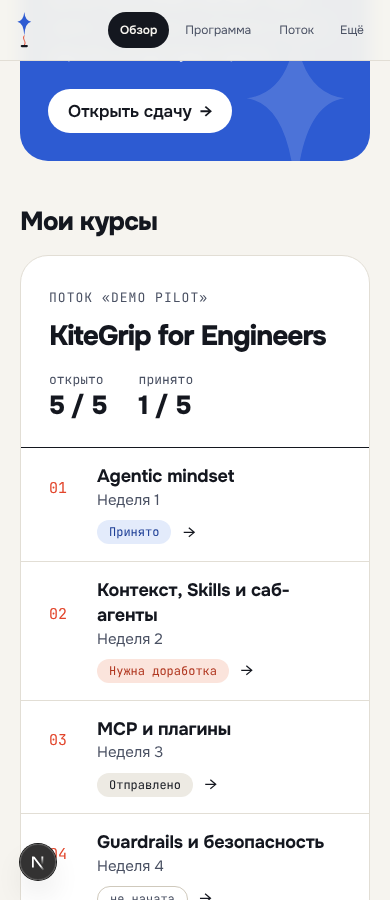 Обзор
Программа
Поток
Ещё
Открыть сдачу →
Мои курсы
ПОТОК «DEMO PILOT»
KiteGrip for Engineers
открыто
принято
5 / 5
1 / 5
01
Agentic mindset
Неделя 1
Принято →
02
Контекст, Skills и саб-
агенты
Неделя 2
Нужна доработка →
03
MCP и плагины
Неделя 3
Отправлено →
04
Guardrails и безопасность
Неделя 4
не начата →
N